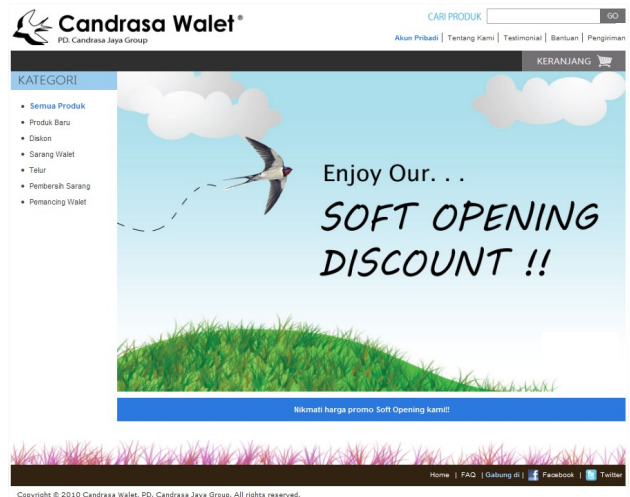 Candrasa Walet®
PD. Candrasa Jaya Group
CARI PRODUK
GO
Akun Pribadi | Tentang Kami | Testimonial | Bantuan | Pengiriman
KERANJANG
KATEGORI
Semua Produk
Produk Baru
Diskon
Sarang Walet
Telur
Pembersih Sarang
Pemancing Walet
Enjoy Our. . .
SOFT OPENING
DISCOUNT !!
Nikmati harga promo Soft Opening kami!!
Home | FAQ | Gabung di | Facebook | Twitter
Copyright © 2010 Candrasa Walet, PD. Candrasa Jaya Group. All rights reserved.